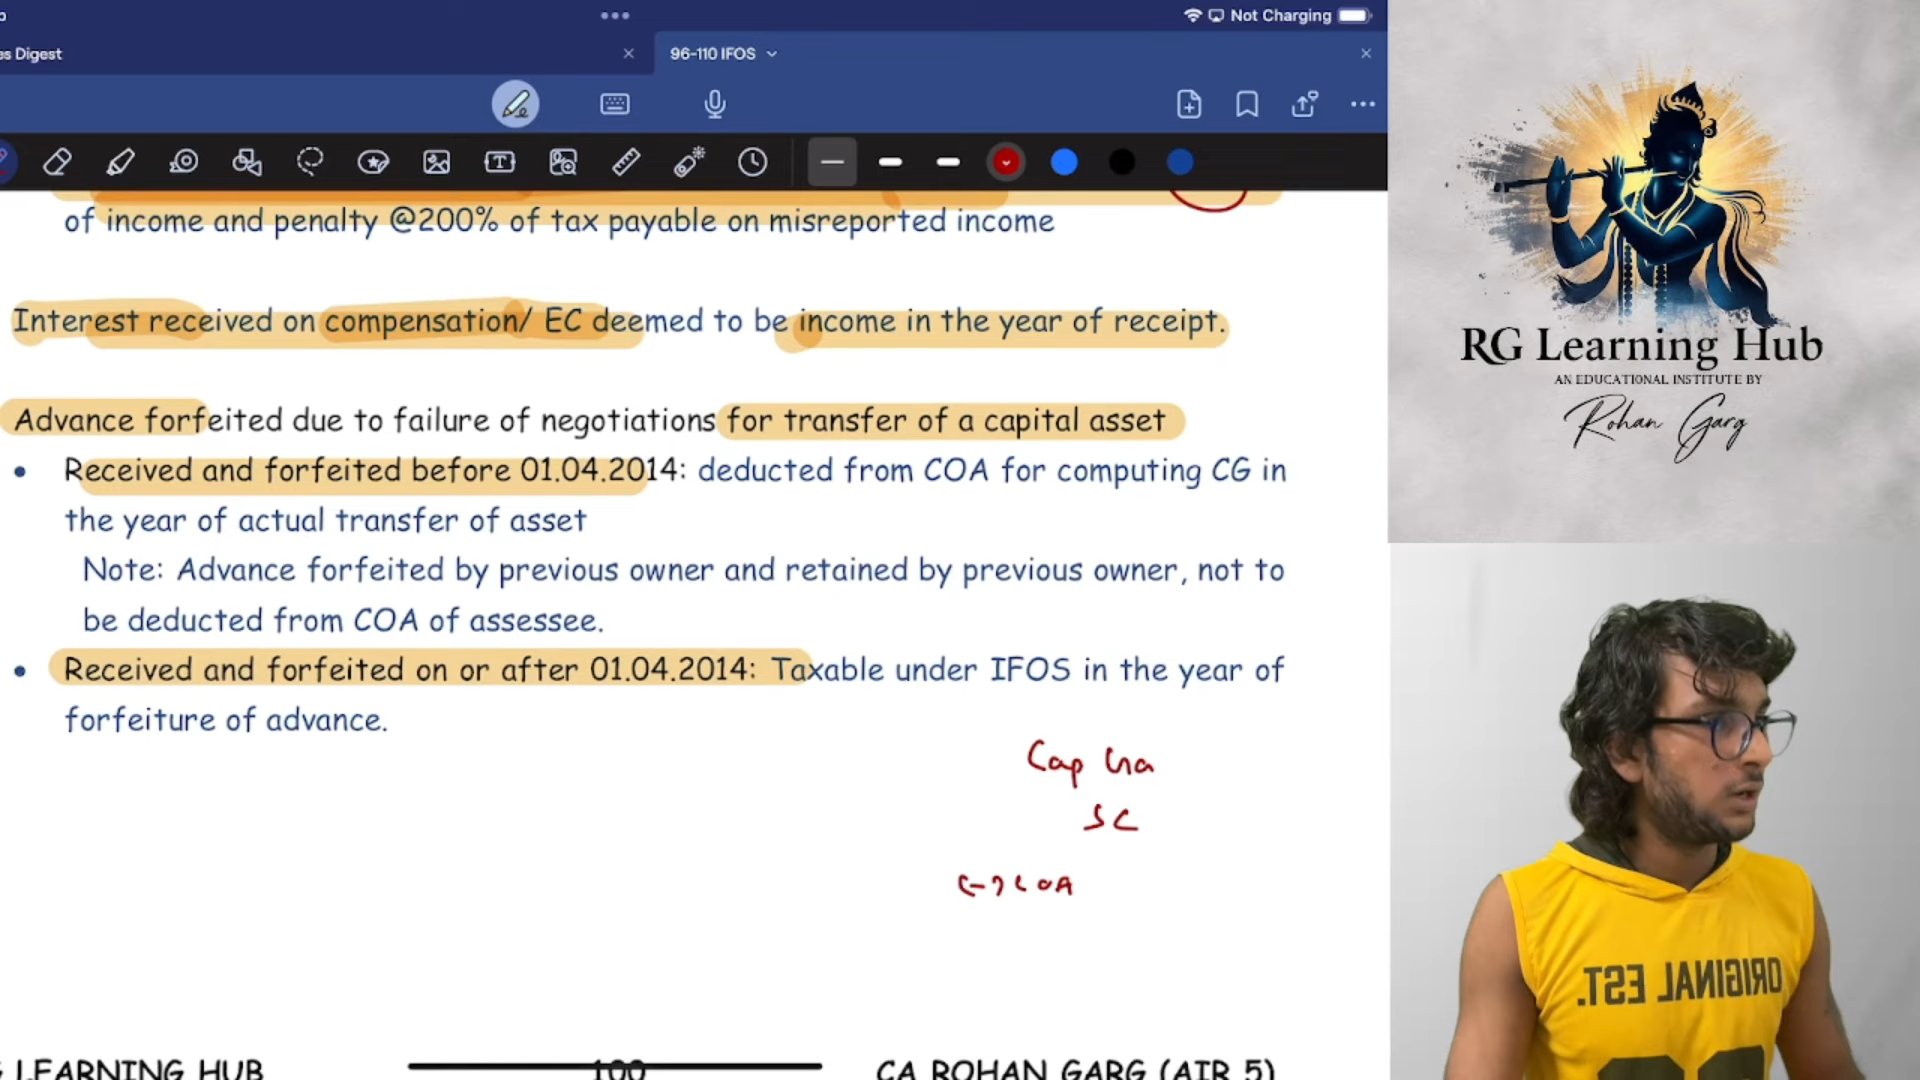 Not Charging
es Digest
96-110 IFOS
of income and penalty @200% of tax payable on misreported income
Interest received on compensation/ EC deemed to be income in the year of receipt.
Advance forfeited due to failure of negotiations for transfer of a capital asset
• Received and forfeited before 01.04.2014: deducted from COA for computing CG in
the year of actual transfer of asset
Note: Advance forfeited by previous owner and retained by previous owner, not to
be deducted from COA of assessee.
• Received and forfeited on or after 01.04.2014: Taxable under IFOS in the year of
forfeiture of advance.
Cap Ga
SC
(-) COA
G LEARNING HUB
100
CA ROHAN GARG (AIR 5)
RG Learning Hub
AN EDUCATIONAL INSTITUTE BY
Rohan Garg
ORIGINAL EST.